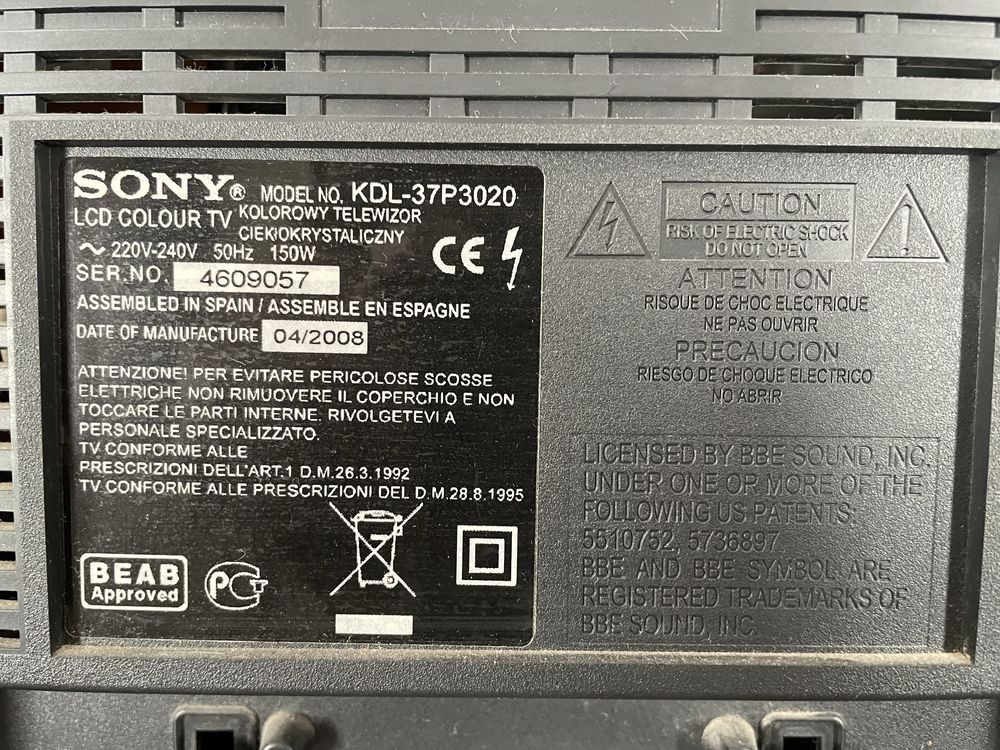 SONY® MODEL NO. KDL-37P3020
LCD COLOUR TV KOLOROWY TELEWIZOR
CIEKłOKRYSTALICZNY
~ 220V-240V 50Hz 150W
SER.NO. 4609057
CE
ASSEMBLED IN SPAIN / ASSEMBLE EN ESPAGNE
DATE OF MANUFACTURE 04/2008
ATTENZIONE! PER EVITARE PERICOLOSE SCOSSE
ELETTRICHE NON RIMUOVERE IL COPERCHIO E NON
TOCCARE LE PARTI INTERNE. RIVOLGETEVI A
PERSONALE SPECIALIZZATO.
TV CONFORME ALLE
PRESCRIZIONI DELL'ART.1 D.M.26.3.1992
TV CONFORME ALLE PRESCRIZIONI DEL D.M.28.8.1995
BEAB
Approved
PCT
CAUTION
RISK OF ELECTRIC SHOCK
DO NOT OPEN
ATTENTION
RISQUE DE CHOC ELECTRIQUE
NE PAS OUVRIR
PRECAUCION
RIESGO DE CHOQUE ELECTRICO
NO ABRIR
LICENSED BY BBE SOUND, INC.
UNDER ONE OR MORE OF THE
FOLLOWING US PATENTS:
5510752, 5736897
BBE AND BBE SYMBOL ARE
REGISTERED TRADEMARKS OF
BBE SOUND, INC.